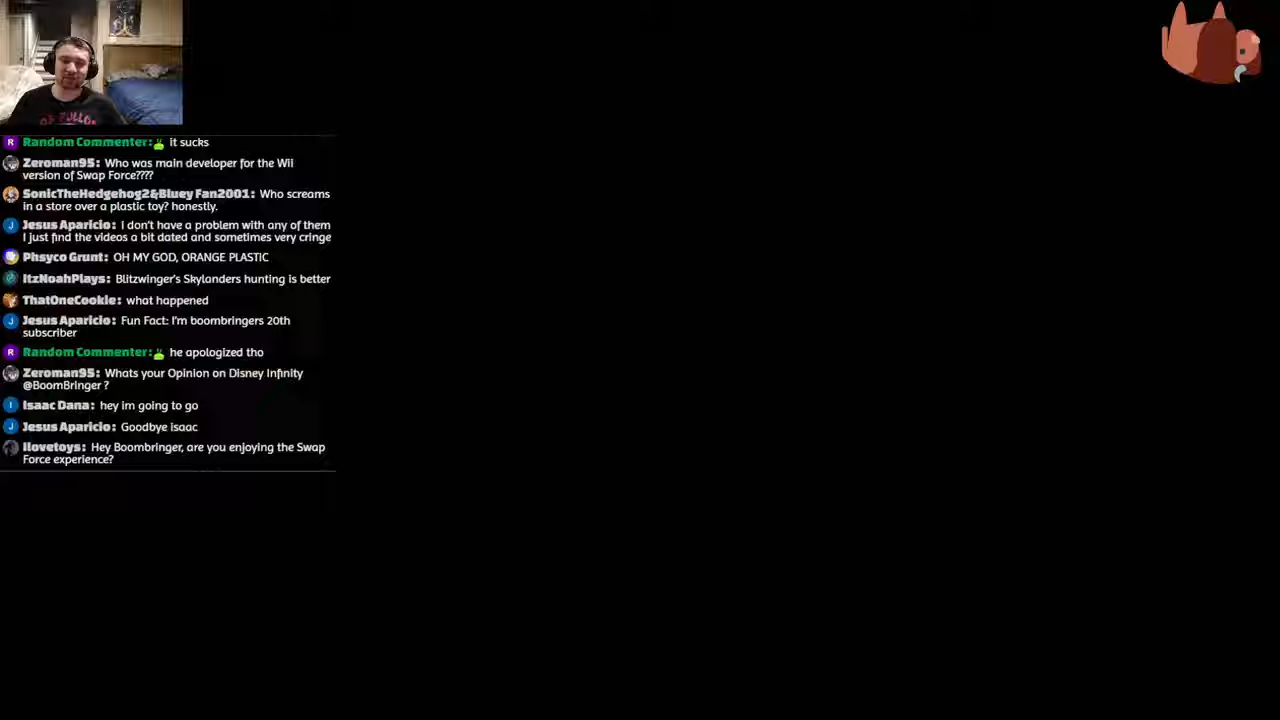 Random Commenter: it sucks
Zeroman95: Who was main developer for the Wii
version of Swap Force????
SonicTheHedgehog2&Bluey Fan2001: Who screams
in a store over a plastic toy? honestly.
Jesus Aparicio: I don't have a problem with any of them
I just find the videos a bit dated and sometimes very cringe
Phsyco Grunt: OH MY GOD, ORANGE PLASTIC
ItzNoahPlays: Blitzwinger's Skylanders hunting is better
ThatOneCookie: what happened
Jesus Aparicio: Fun Fact: I'm boombringers 20th
subscriber
Random Commenter: he apologized tho
Zeroman95: Whats your Opinion on Disney Infinity
@BoomBringer ?
Isaac Dana: hey im going to go
Jesus Aparicio: Goodbye isaac
Ilovetoys: Hey Boombringer, are you enjoying the Swap
Force experience?